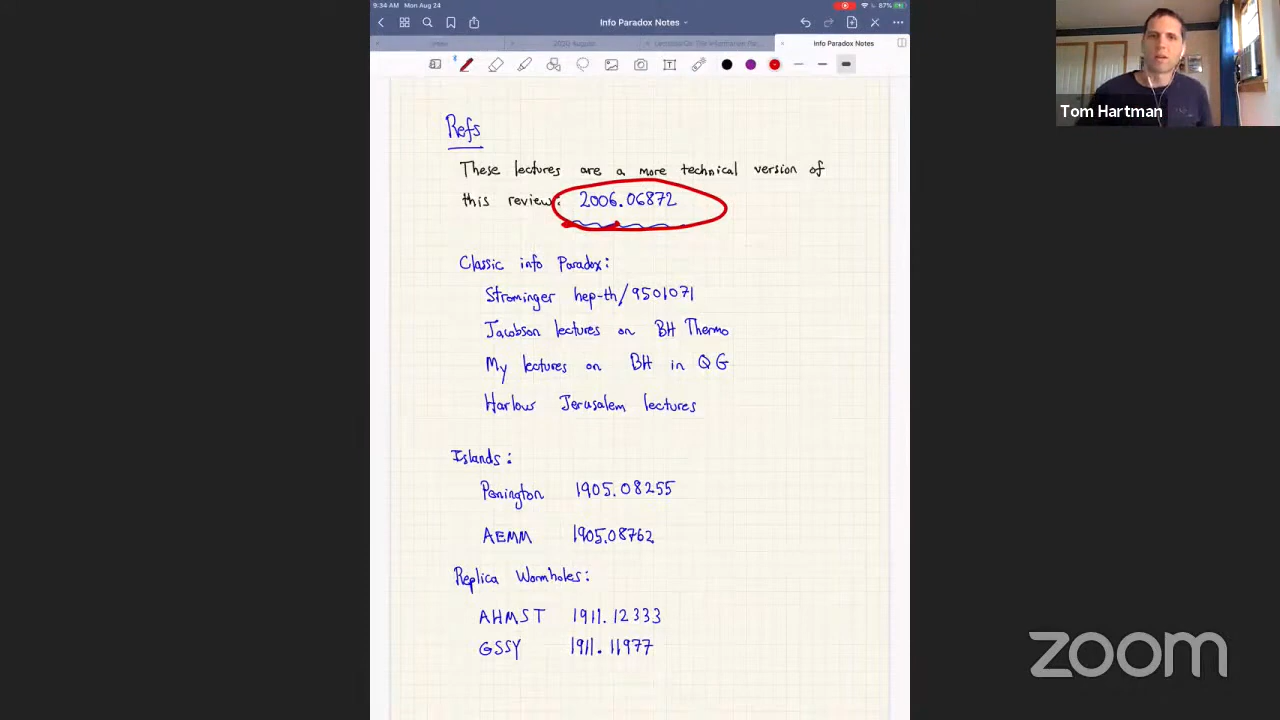 9:34 AM Mon Aug 24
87%
Info Paradox Notes
2020 August
Info Paradox Notes
Tom Hartman
Refs
These lectures are a more technical version of
this review: 2006.06872
Classic info Paradox:
Strominger hep-th/9501071
Jacobson lectures on BH Thermo
My lectures on BH in QG
Harlow Jerusalem lectures
Islands:
Penington 1905.08255
AEMM 1905.08762
Replica Wormholes:
AHMST 1911.12333
GSSY 1911.11977
zoom